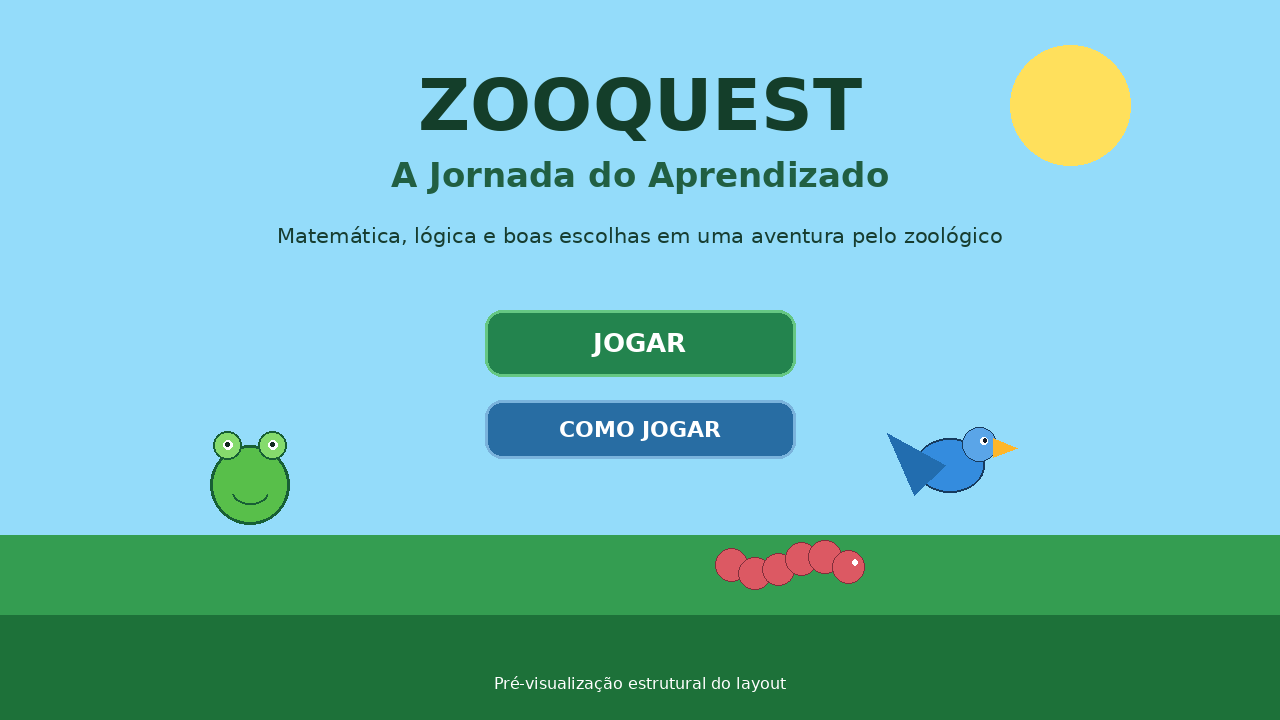 ZOOQUEST
A Jornada do Aprendizado
Matemática, lógica e boas escolhas em uma aventura pelo zoológico
JOGAR
COMO JOGAR
Pré-visualização estrutural do layout